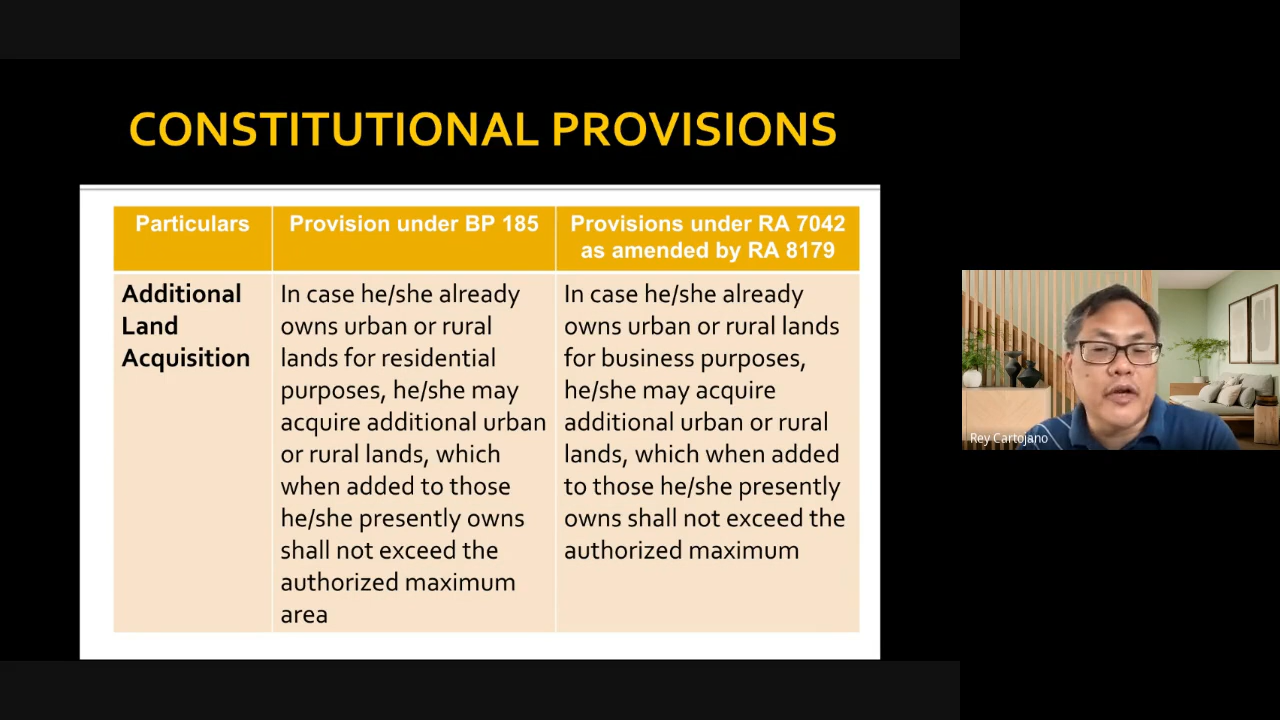 CONSTITUTIONAL PROVISIONS
Particulars
Provision under BP 185
Provisions under RA 7042
as amended by RA 8179
Additional
Land
Acquisition
In case he/she already
owns urban or rural
lands for residential
purposes, he/she may
acquire additional urban
or rural lands, which
when added to those
he/she presently owns
shall not exceed the
authorized maximum
area
In case he/she already
owns urban or rural lands
for business purposes,
he/she may acquire
additional urban or rural
lands, which when added
to those he/she presently
owns shall not exceed the
authorized maximum
Rey Cartojano